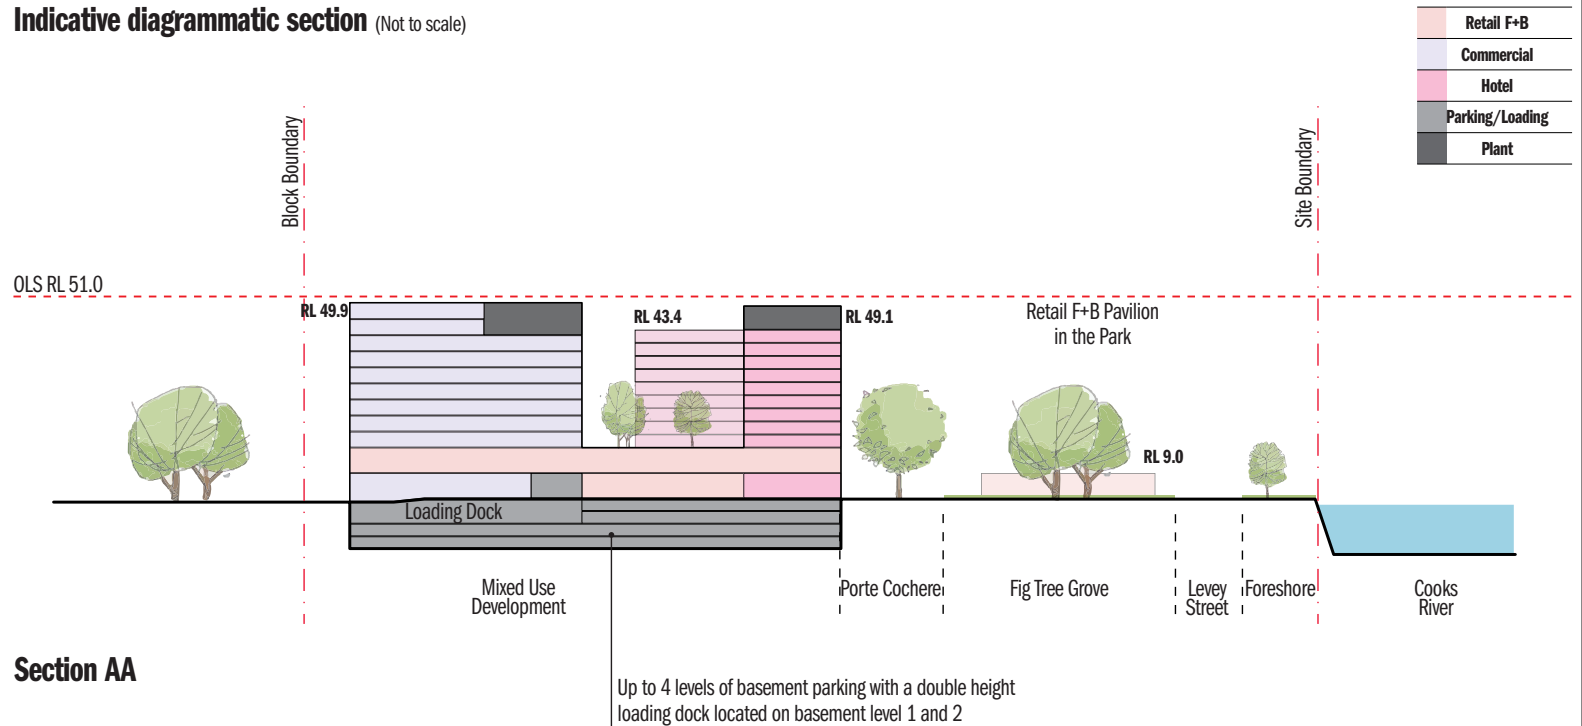 Indicative diagrammatic section (Not to scale)
Retail F+B
Commercial
Hotel
Parking/Loading
Plant
Block Boundary
Site Boundary
OLS RL 51.0
RL 49.9
RL 43.4
RL 49.1
Retail F+B Pavilion
in the Park
RL 9.0
Loading Dock
Mixed Use
Development
Porte Cochere
Fig Tree Grove
Levey
Street
Foreshore
Cooks
River
Section AA
Up to 4 levels of basement parking with a double height
loading dock located on basement level 1 and 2